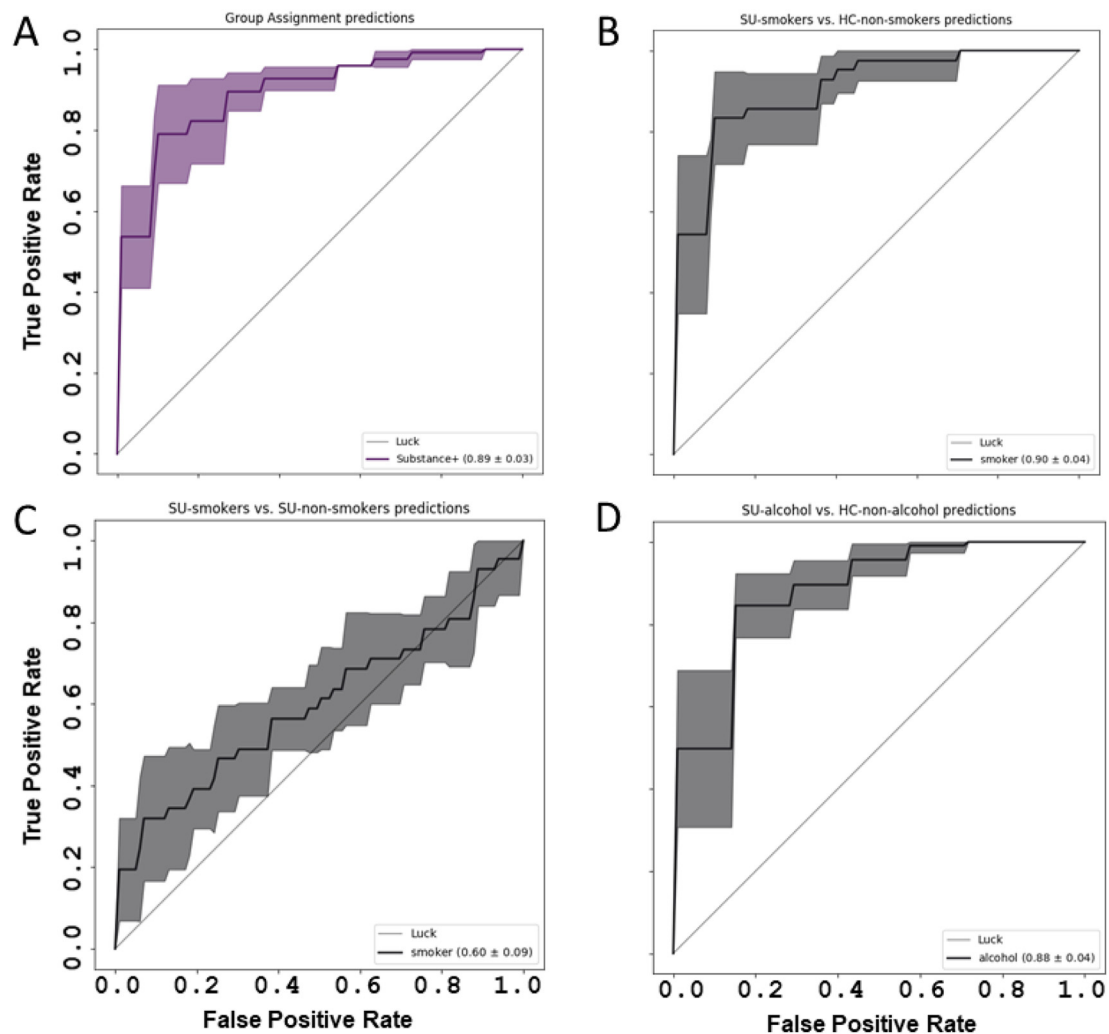 A
Group Assignment predictions
True Positive Rate
1.0
0.8
0.6
0.4
0.2
0.0
Luck
Substance+ (0.89 ± 0.03)
B
SU-smokers vs. HC-non-smokers predictions
Luck
smoker (0.90 ± 0.04)
C
SU-smokers vs. SU-non-smokers predictions
True Positive Rate
1.0
0.8
0.6
0.4
0.2
0.0
Luck
smoker (0.60 ± 0.09)
0.0 0.2 0.4 0.6 0.8 1.0
False Positive Rate
D
SU-alcohol vs. HC-non-alcohol predictions
Luck
alcohol (0.88 ± 0.04)
0.0 0.2 0.4 0.6 0.8 1.0
False Positive Rate